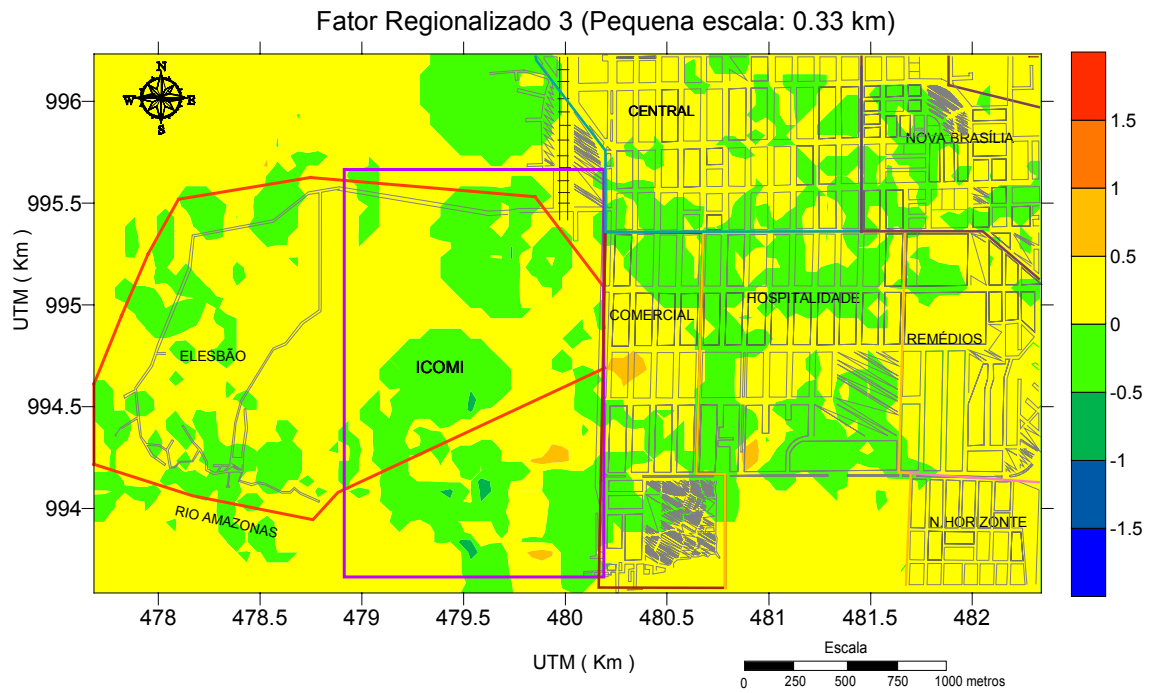 Fator Regionalizado 3 (Pequena escala: 0.33 km)
N
W E
S
996
995.5
995
994.5
994
UTM ( Km )
CENTRAL
NOVA BRASÍLIA
HOSPITALIDADE
COMERCIAL
REMÉDIOS
ELESBÃO
ICOMI
RIO AMAZONAS
N.HORIZONTE
1.5
1
0.5
0
-0.5
-1
-1.5
478 478.5 479 479.5 480 480.5 481 481.5 482
UTM ( Km )
Escala
0 250 500 750 1000 metros